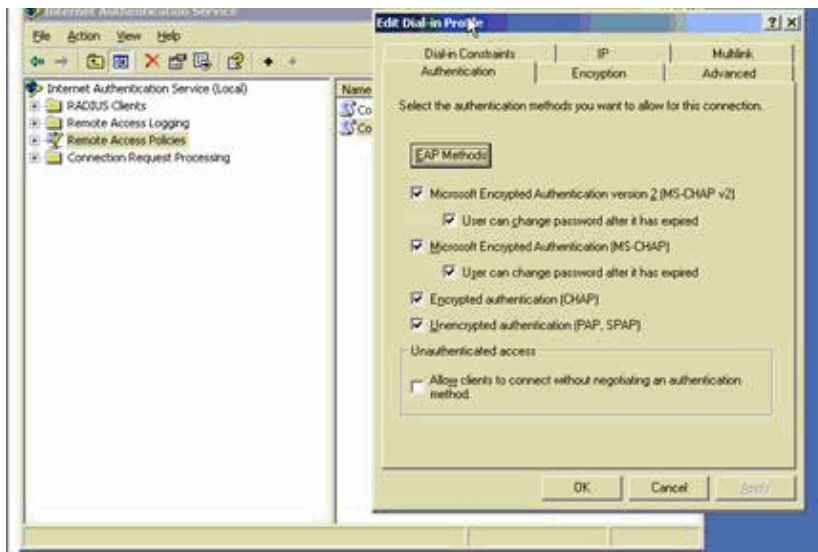 Internet Authentication Service
File Action View Help
Internet Authentication Service (Local)
RADIUS Clients
Remote Access Logging
Remote Access Policies
Connection Request Processing
Name
Co
Co
Edit Dial-in Profile
Dial-in Constraints IP Multilink
Authentication Encryption Advanced
Select the authentication methods you want to allow for this connection.
EAP Methods
Microsoft Encrypted Authentication version 2 (MS-CHAP v2)
User can change password after it has expired
Microsoft Encrypted Authentication (MS-CHAP)
User can change password after it has expired
Encrypted authentication (CHAP)
Unencrypted authentication (PAP, SPAP)
Unauthenticated access
Allow clients to connect without negotiating an authentication
method.
OK Cancel Apply